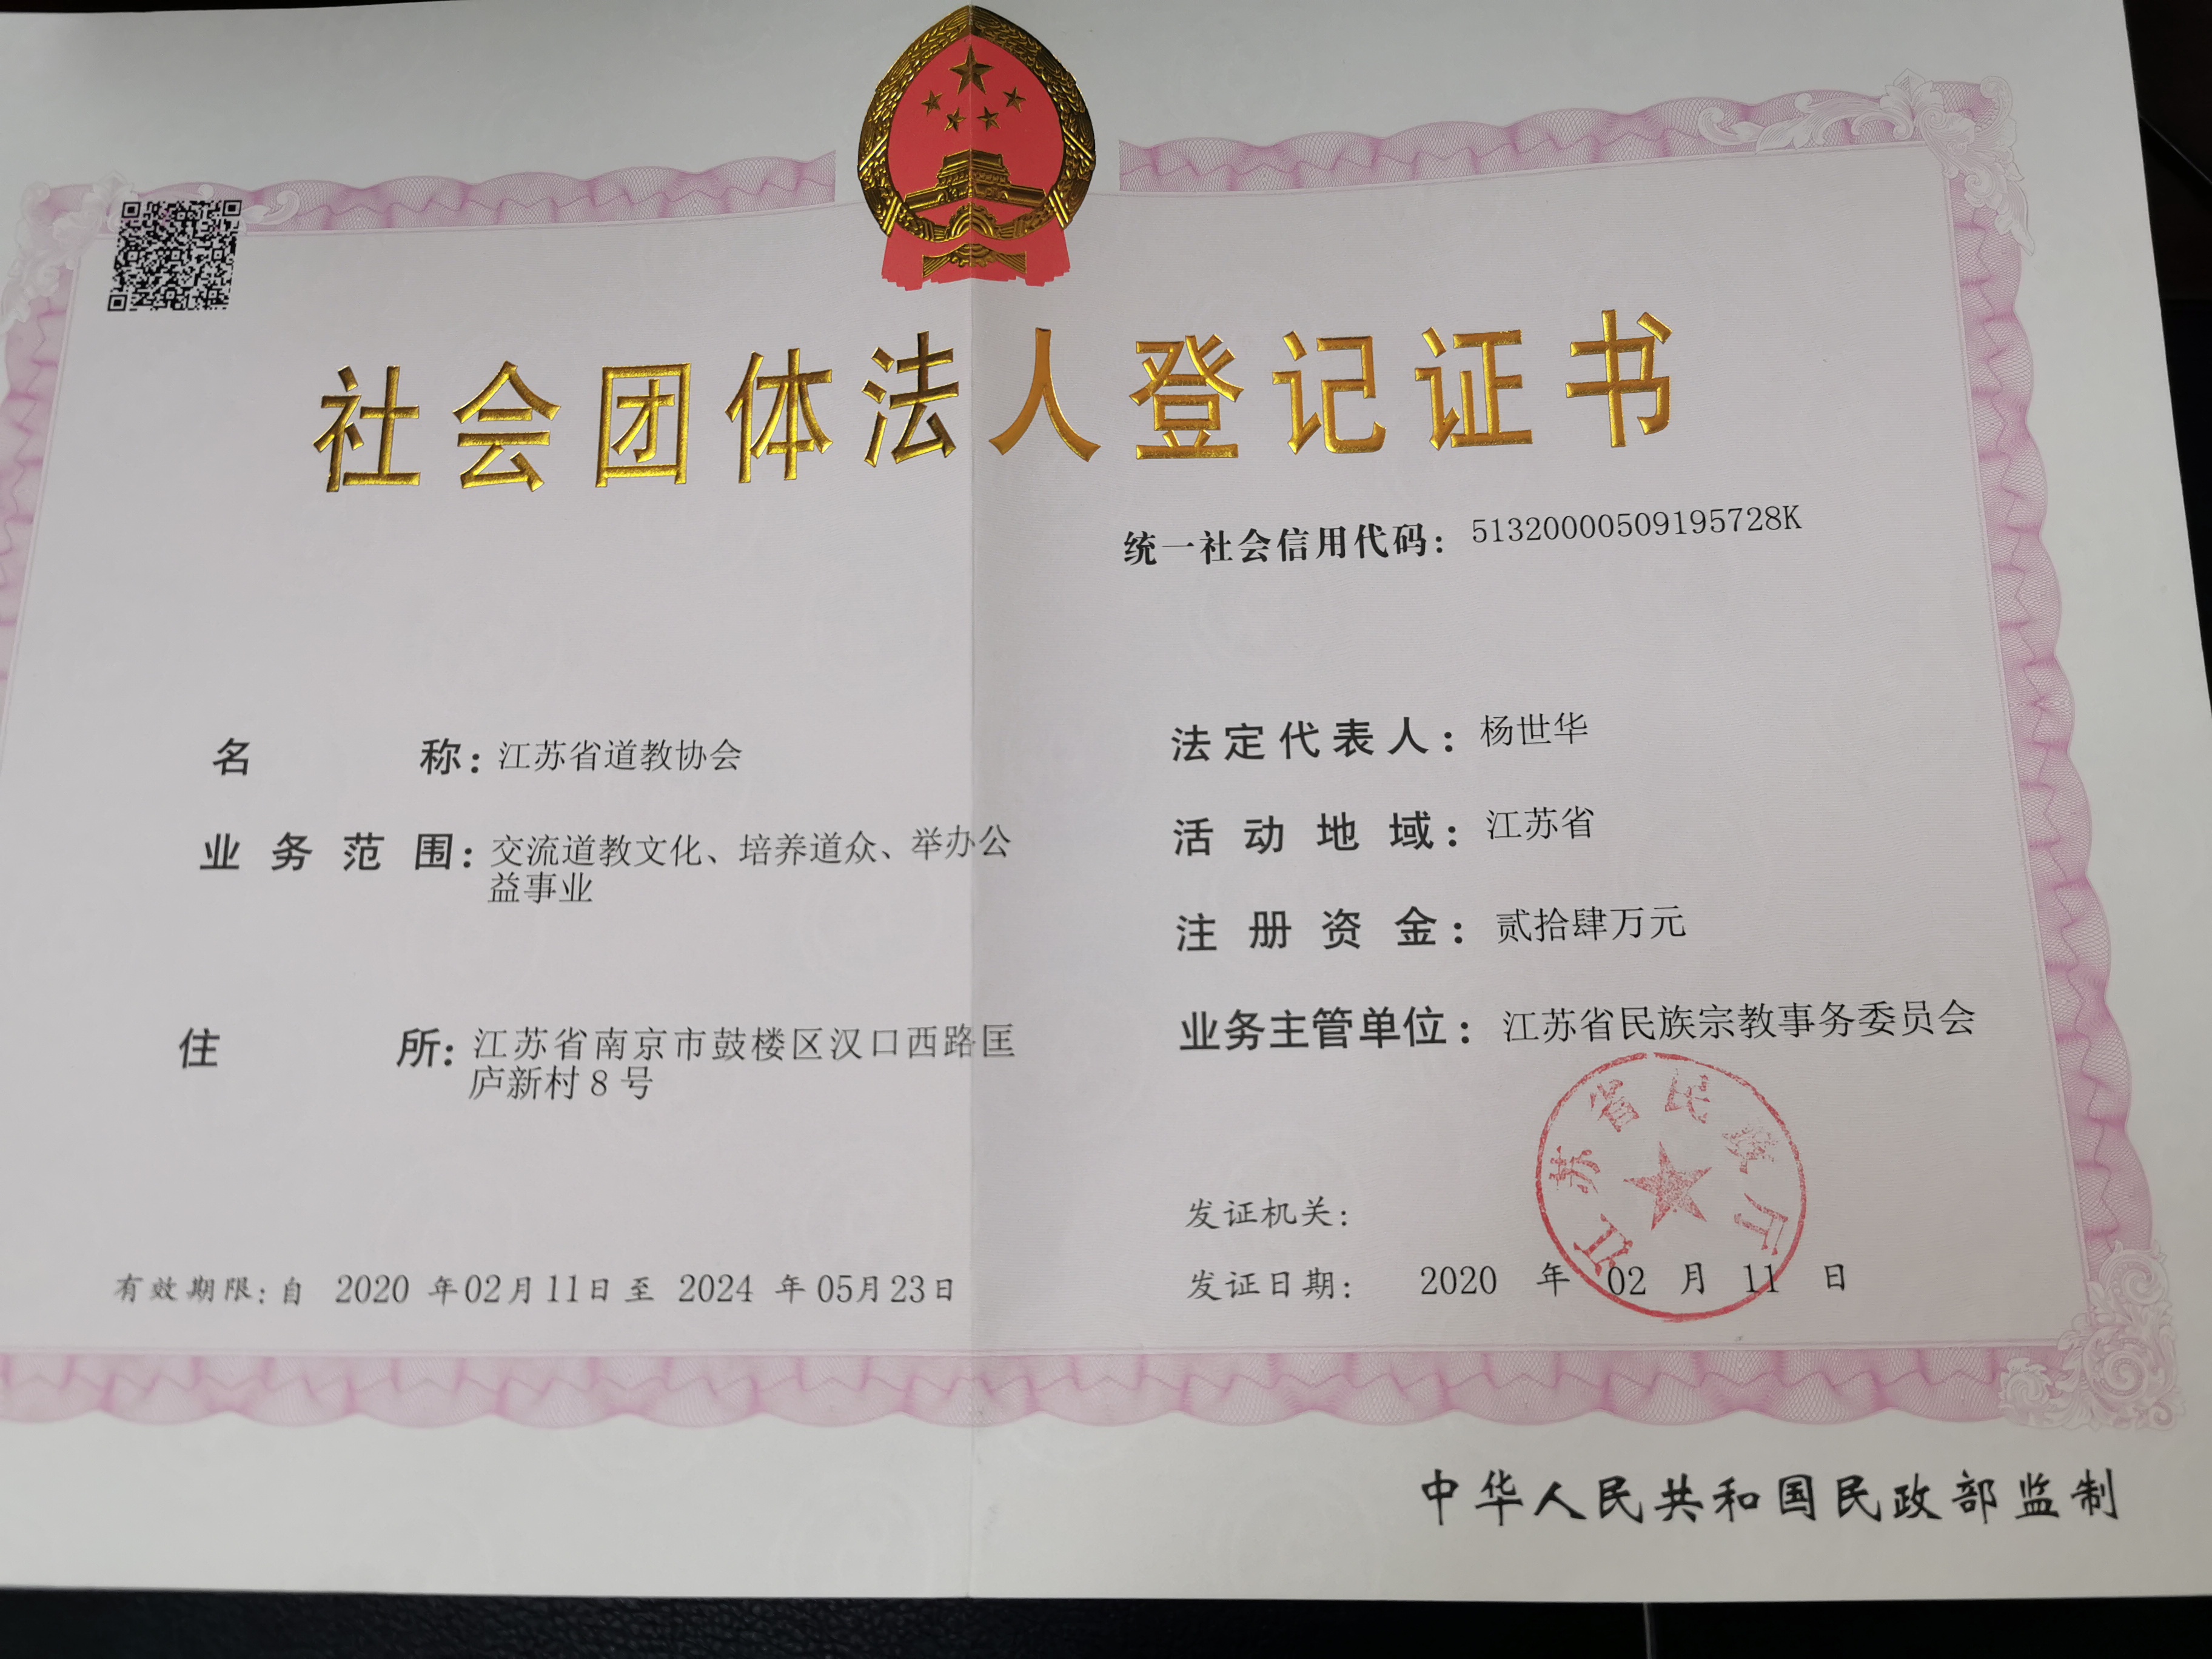 社会团体法人登记证书
统一社会信用代码：51320000509195728K
名称：江苏省道教协会
业务范围：交流道教文化、培养道众、举办公
益事业
住所：江苏省南京市鼓楼区汉口西路匡
庐新村8号
有效期限：自 2020 年02月11日至 2024 年05月23日
法定代表人：杨世华
活动地域：江苏省
注册资金：贰拾肆万元
业务主管单位：江苏省民族宗教事务委员会
江苏省民政厅
发证机关：
发证日期： 2020 年 02 月 11 日
中华人民共和国民政部监制